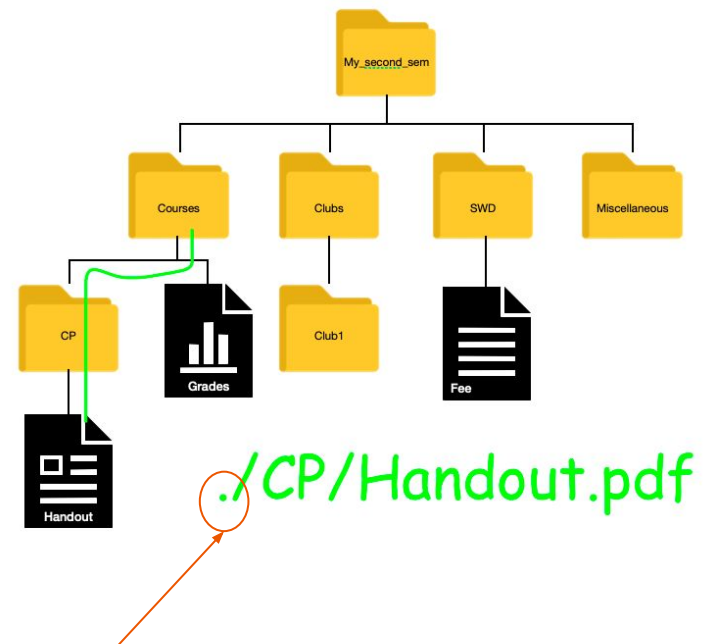 My_second_sem
Courses
Clubs
SWD
Miscellaneous
CP
Grades
Club1
Fee
Handout
./CP/Handout.pdf